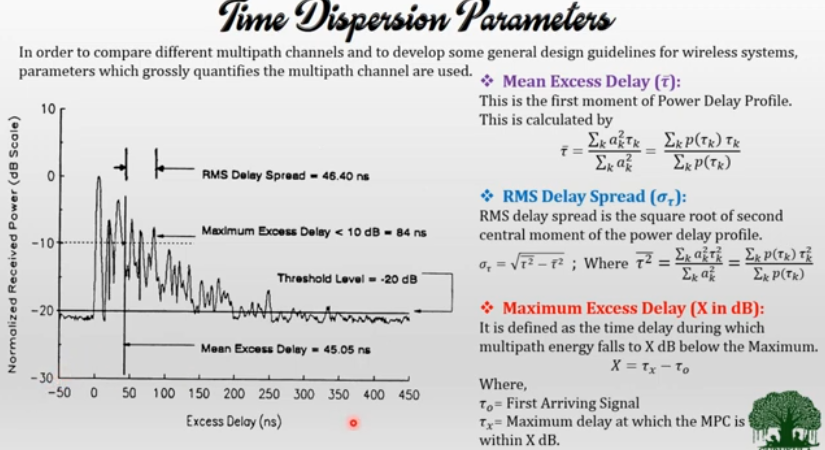 Time Dispersion Parameters
In order to compare different multipath channels and to develop some general design guidelines for wireless systems,
parameters which grossly quantifies the multipath channel are used.
Normalized Received Power (dB Scale)
10
0
-10
-20
-30
-50 0 50 100 150 200 250 300 350 400 450
Excess Delay (ns)
RMS Delay Spread = 46.40 ns
Maximum Excess Delay < 10 dB = 84 ns
Threshold Level = -20 dB
Mean Excess Delay = 45.05 ns
❖ Mean Excess Delay (τ̄):
This is the first moment of Power Delay Profile.
This is calculated by
τ̄ = Σₖ aₖ²τₖ / Σₖ aₖ² = Σₖ p(τₖ) τₖ / Σₖ p(τₖ)
❖ RMS Delay Spread (σ_τ):
RMS delay spread is the square root of second
central moment of the power delay profile.
σ_τ = √(τ²‾ − τ̄²) ; Where τ²‾ = Σₖ aₖ²τₖ² / Σₖ aₖ² = Σₖ p(τₖ) τₖ² / Σₖ p(τₖ)
❖ Maximum Excess Delay (X in dB):
It is defined as the time delay during which
multipath energy falls to X dB below the Maximum.
X = τₓ − τₒ
Where,
τₒ= First Arriving Signal
τₓ= Maximum delay at which the MPC is
within X dB.